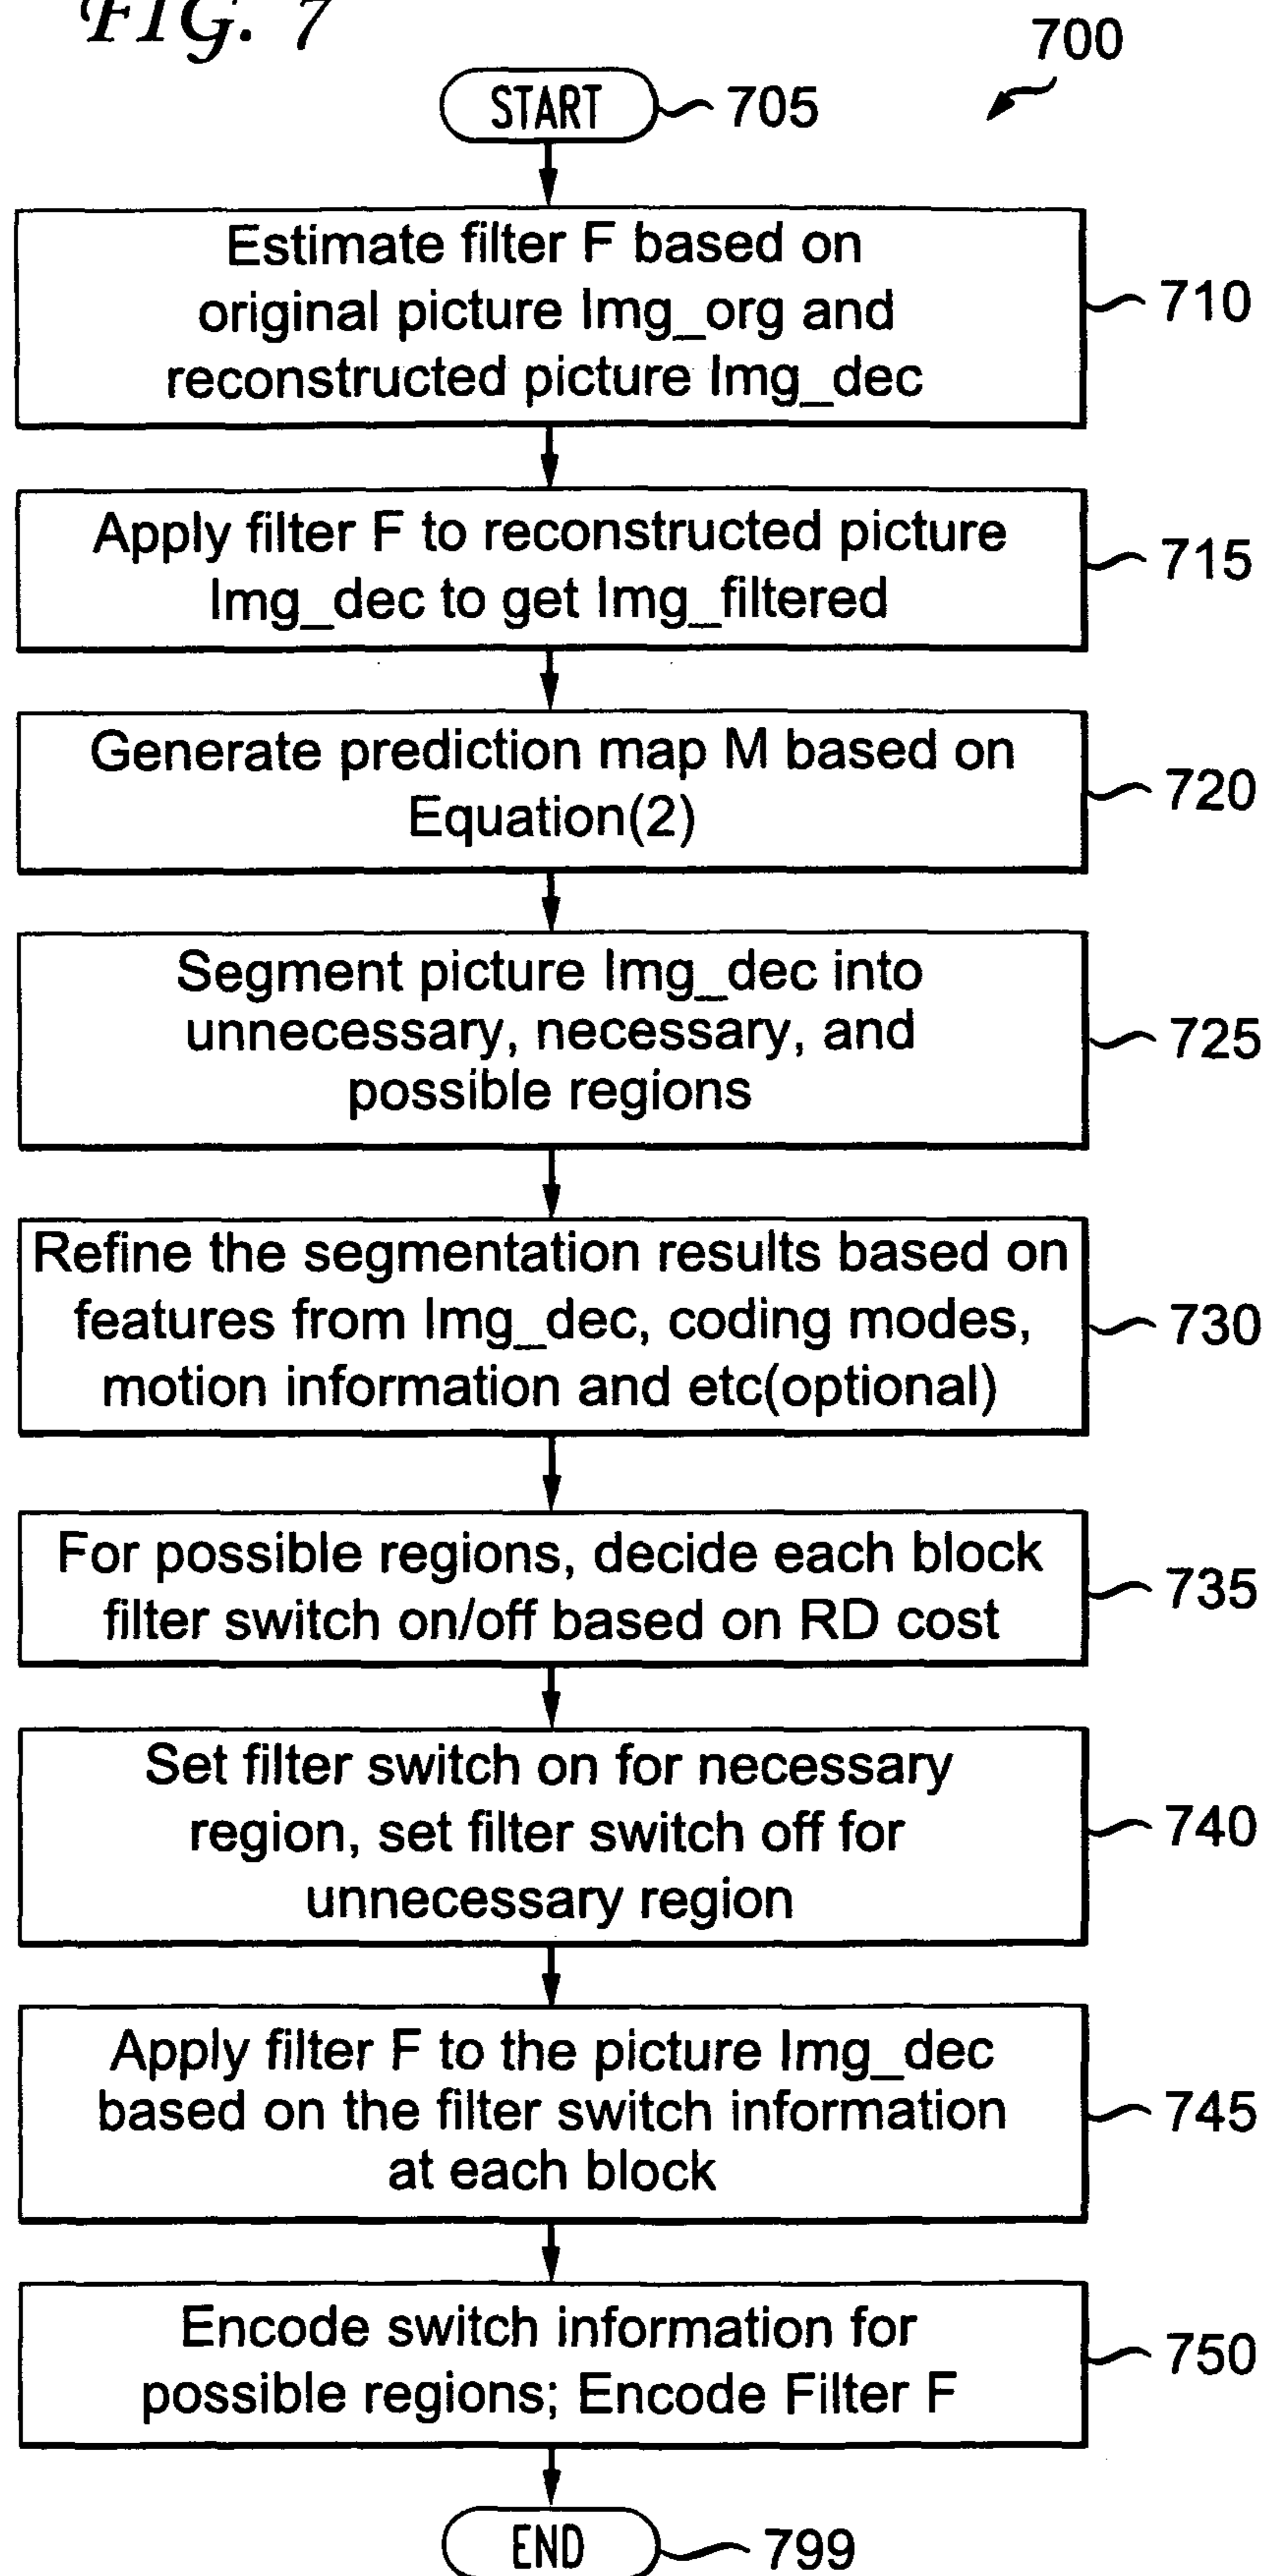 FIG. 7
700
START
705
Estimate filter F based on
original picture Img_org and
reconstructed picture Img_dec
710
Apply filter F to reconstructed picture
Img_dec to get Img_filtered
715
Generate prediction map M based on
Equation(2)
720
Segment picture Img_dec into
unnecessary, necessary, and
possible regions
725
Refine the segmentation results based on
features from Img_dec, coding modes,
motion information and etc(optional)
730
For possible regions, decide each block
filter switch on/off based on RD cost
735
Set filter switch on for necessary
region, set filter switch off for
unnecessary region
740
Apply filter F to the picture Img_dec
based on the filter switch information
at each block
745
Encode switch information for
possible regions; Encode Filter F
750
END
799